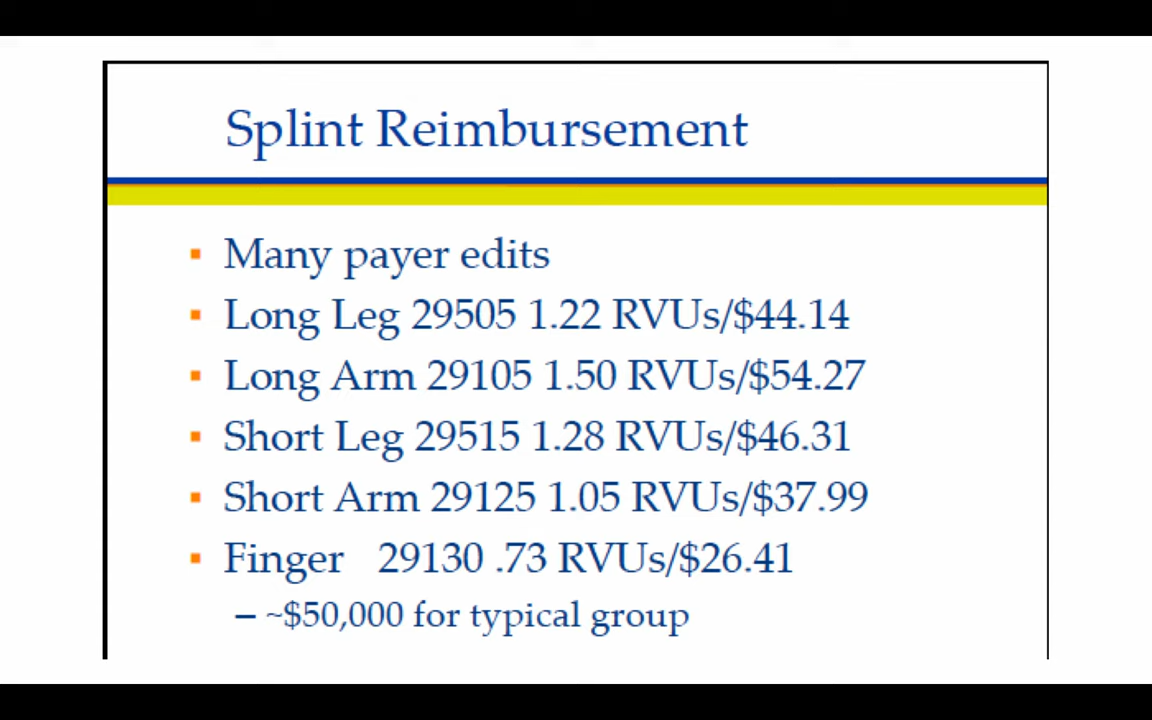 Splint Reimbursement
▪ Many payer edits
▪ Long Leg 29505 1.22 RVUs/$44.14
▪ Long Arm 29105 1.50 RVUs/$54.27
▪ Short Leg 29515 1.28 RVUs/$46.31
▪ Short Arm 29125 1.05 RVUs/$37.99
▪ Finger 29130 .73 RVUs/$26.41
– ~$50,000 for typical group